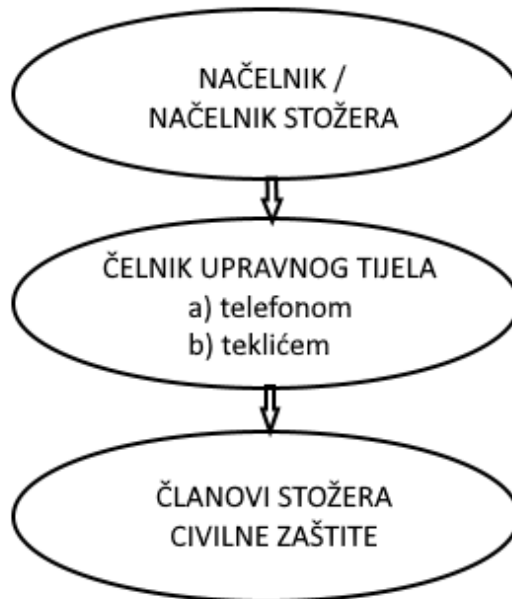 NAČELNIK /
NAČELNIK STOŽERA
ČELNIK UPRAVNOG TIJELA
a) telefonom
b) teklićem
ČLANOVI STOŽERA
CIVILNE ZAŠTITE